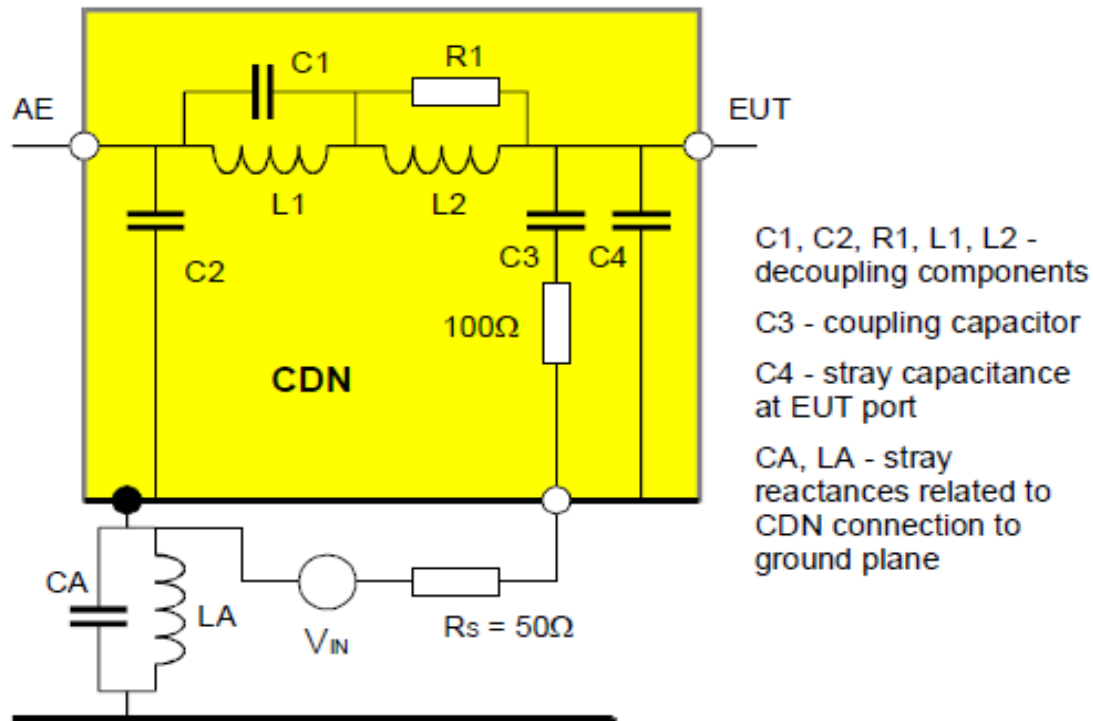 C1
R1
AE
EUT
L1
L2
C2
C3
C4
100Ω
CDN
C1, C2, R1, L1, L2 -
decoupling components
C3 - coupling capacitor
C4 - stray capacitance
at EUT port
CA, LA - stray
reactances related to
CDN connection to
ground plane
CA
LA
VIN
Rs = 50Ω